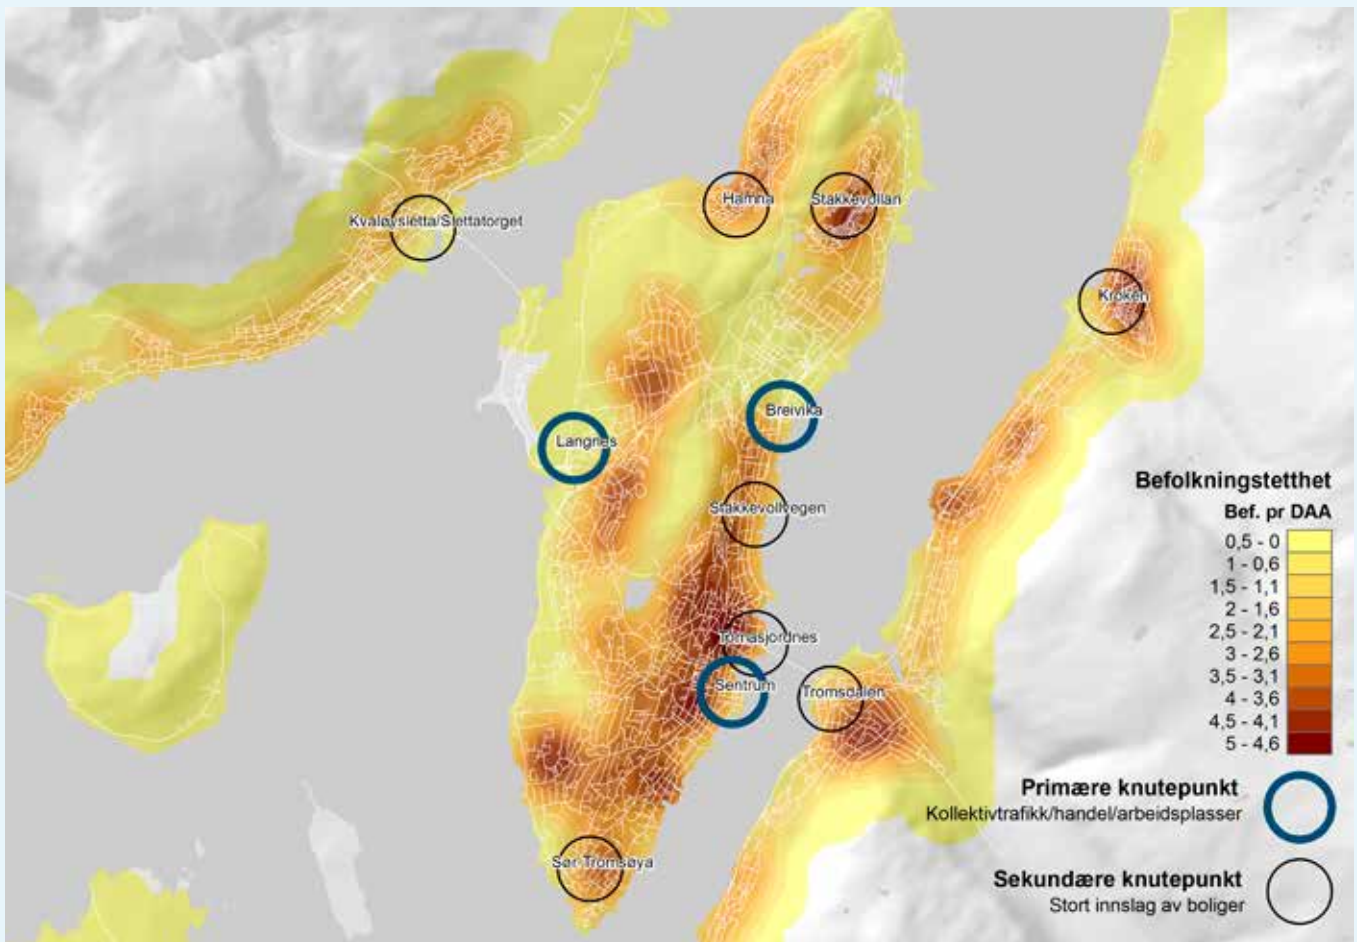 Hamna
Stakkevollan
Kvaløysletta/Slettatorget
Kroken
Breivika
Langnes
Stakkevollvegen
Tomasjordnes
Sentrum
Tromsdalen
Sør-Tromsøya
Befolkningstetthet
Bef. pr DAA
0,5 - 0
1 - 0,6
1,5 - 1,1
2 - 1,6
2,5 - 2,1
3 - 2,6
3,5 - 3,1
4 - 3,6
4,5 - 4,1
5 - 4,6
Primære knutepunkt
Kollektivtrafikk/handel/arbeidsplasser
Sekundære knutepunkt
Stort innslag av boliger